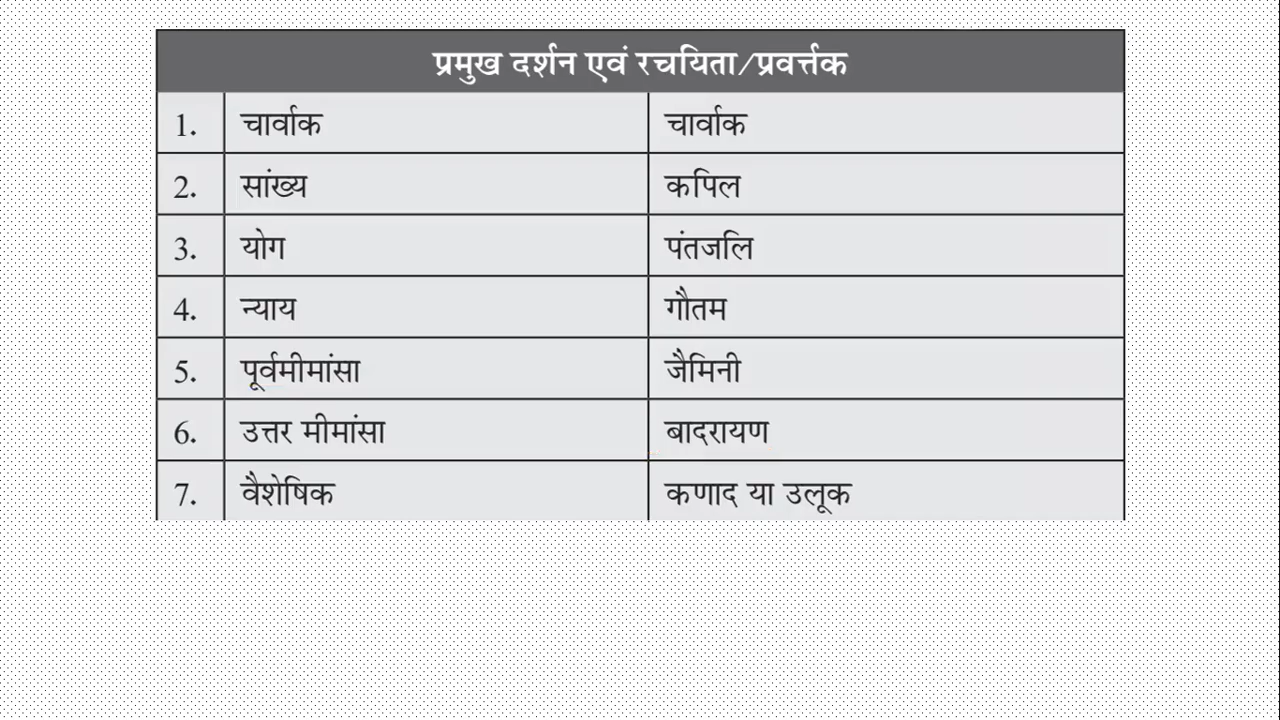 प्रमुख दर्शन एवं रचयिता/प्रवर्त्तक
1. चार्वाक चार्वाक
2. सांख्य कपिल
3. योग पंतजलि
4. न्याय गौतम
5. पूर्वमीमांसा जैमिनी
6. उत्तर मीमांसा बादरायण
7. वैशेषिक कणाद या उलूक